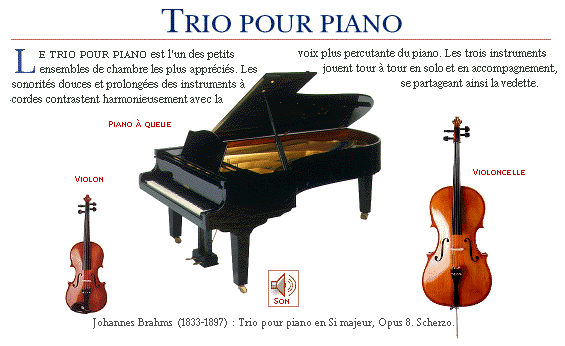 TRIO POUR PIANO
LE TRIO POUR PIANO est l'un des petits
ensembles de chambre les plus appréciés. Les
sonorités douces et prolongées des instruments à
cordes contrastent harmonieusement avec la
voix plus percutante du piano. Les trois instruments
jouent tour à tour en solo et en accompagnement,
se partageant ainsi la vedette.
PIANO À QUEUE
VIOLONCELLE
VIOLON
SON
Johannes Brahms (1833-1897) : Trio pour piano en Si majeur, Opus 8. Scherzo.